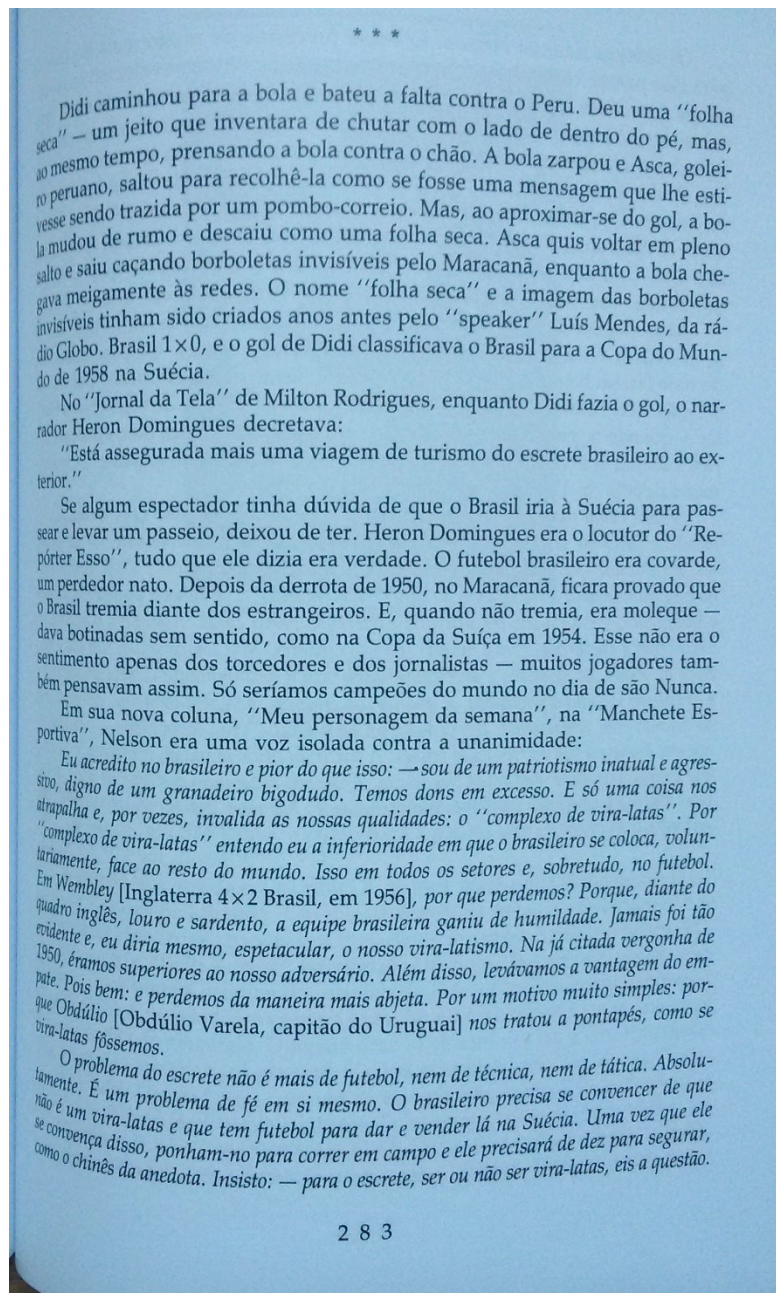 * * *
Didi caminhou para a bola e bateu a falta contra o Peru. Deu uma "folha
seca" — um jeito que inventara de chutar com o lado de dentro do pé, mas,
ao mesmo tempo, prensando a bola contra o chão. A bola zarpou e Asca, golei-
ro peruano, saltou para recolhê-la como se fosse uma mensagem que lhe esti-
vesse sendo trazida por um pombo-correio. Mas, ao aproximar-se do gol, a bo-
la mudou de rumo e descaiu como uma folha seca. Asca quis voltar em pleno
salto e saiu caçando borboletas invisíveis pelo Maracanã, enquanto a bola che-
gava meigamente às redes. O nome "folha seca" e a imagem das borboletas
invisíveis tinham sido criados anos antes pelo "speaker" Luís Mendes, da rá-
dio Globo. Brasil 1×0, e o gol de Didi classificava o Brasil para a Copa do Mun-
do de 1958 na Suécia.
No "Jornal da Tela" de Milton Rodrigues, enquanto Didi fazia o gol, o nar-
rador Heron Domingues decretava:
"Está assegurada mais uma viagem de turismo do escrete brasileiro ao ex-
terior."
Se algum espectador tinha dúvida de que o Brasil iria à Suécia para pas-
sear e levar um passeio, deixou de ter. Heron Domingues era o locutor do "Re-
pórter Esso", tudo que ele dizia era verdade. O futebol brasileiro era covarde,
um perdedor nato. Depois da derrota de 1950, no Maracanã, ficara provado que
o Brasil tremia diante dos estrangeiros. E, quando não tremia, era moleque —
dava botinadas sem sentido, como na Copa da Suíça em 1954. Esse não era o
sentimento apenas dos torcedores e dos jornalistas — muitos jogadores tam-
bém pensavam assim. Só seríamos campeões do mundo no dia de são Nunca.
Em sua nova coluna, "Meu personagem da semana", na "Manchete Es-
portiva", Nelson era uma voz isolada contra a unanimidade:
Eu acredito no brasileiro e pior do que isso: — sou de um patriotismo inatual e agres-
sivo, digno de um granadeiro bigodudo. Temos dons em excesso. E só uma coisa nos
atrapalha e, por vezes, invalida as nossas qualidades: o "complexo de vira-latas". Por
"complexo de vira-latas" entendo eu a inferioridade em que o brasileiro se coloca, volun-
tariamente, face ao resto do mundo. Isso em todos os setores e, sobretudo, no futebol.
Em Wembley [Inglaterra 4×2 Brasil, em 1956], por que perdemos? Porque, diante do
quadro inglês, louro e sardento, a equipe brasileira ganiu de humildade. Jamais foi tão
evidente e, eu diria mesmo, espetacular, o nosso vira-latismo. Na já citada vergonha de
1950, éramos superiores ao nosso adversário. Além disso, levávamos a vantagem do em-
pate. Pois bem: e perdemos da maneira mais abjeta. Por um motivo muito simples: por-
que Obdúlio [Obdúlio Varela, capitão do Uruguai] nos tratou a pontapés, como se
vira-latas fôssemos.
O problema do escrete não é mais de futebol, nem de técnica, nem de tática. Absolu-
tamente. É um problema de fé em si mesmo. O brasileiro precisa se convencer de que
não é um vira-latas e que tem futebol para dar e vender lá na Suécia. Uma vez que ele
se convença disso, ponham-no para correr em campo e ele precisará de dez para segurar,
como o chinês da anedota. Insisto: — para o escrete, ser ou não ser vira-latas, eis a questão.
283